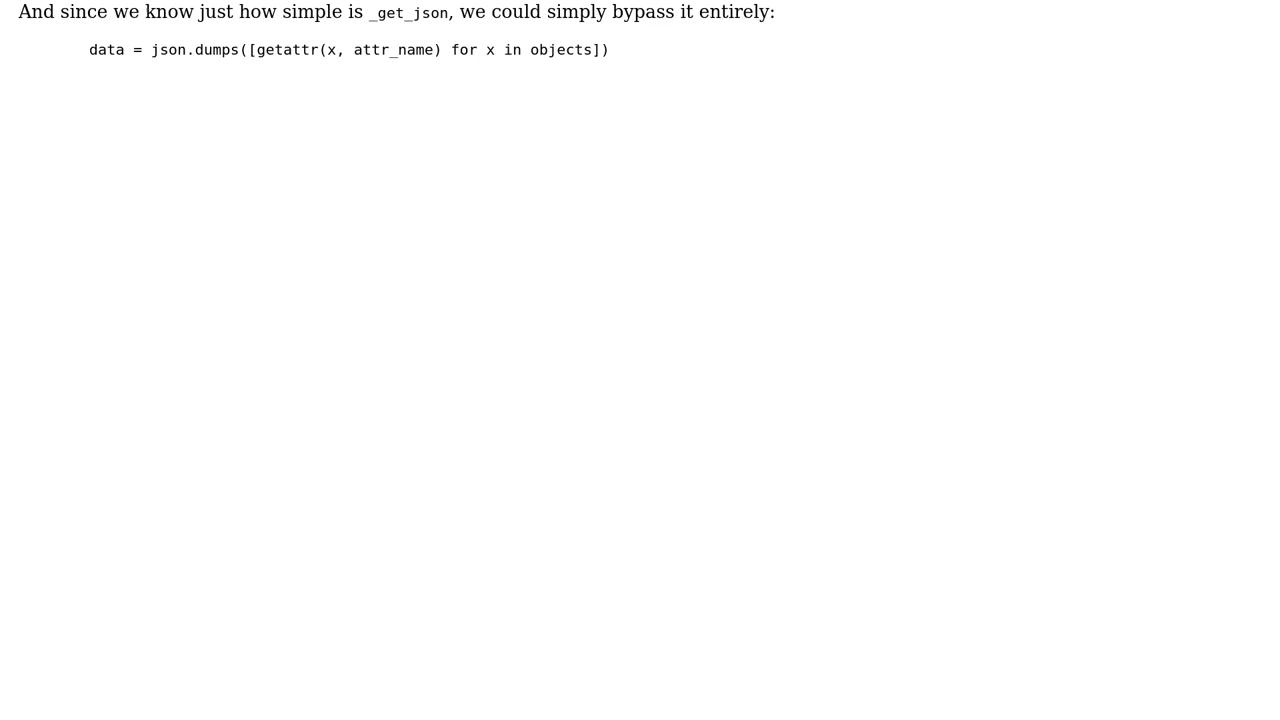 And since we know just how simple is _get_json, we could simply bypass it entirely:
data = json.dumps([getattr(x, attr_name) for x in objects])